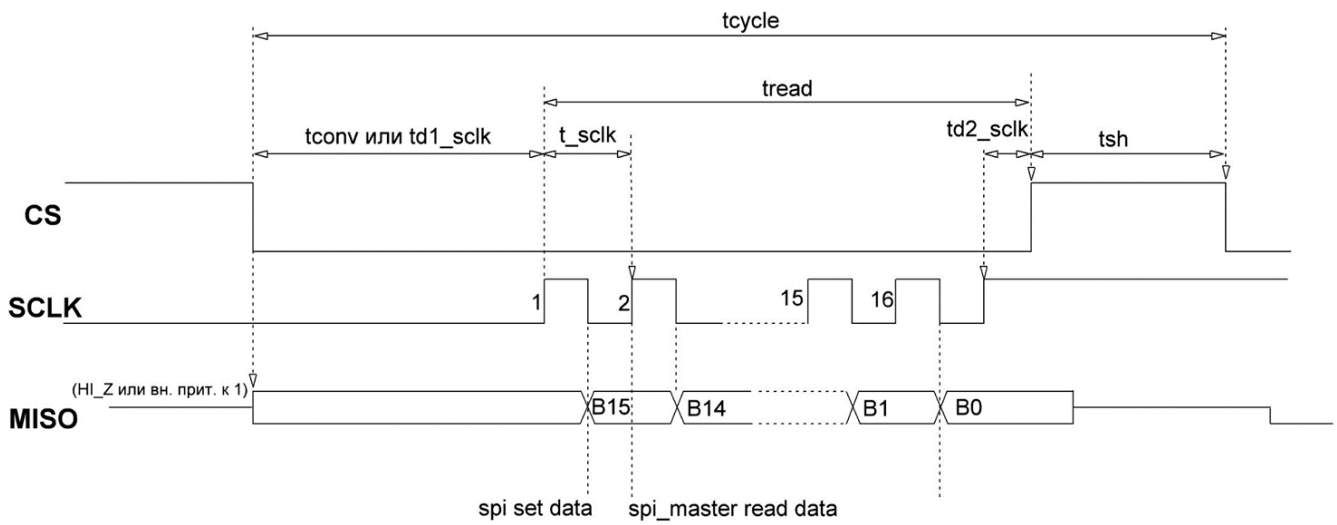 tcycle
tread
tconv или td1_sclk
t_sclk
td2_sclk
tsh
CS
SCLK
1
2
15
16
(HI_Z или вн. прит. к 1)
MISO
B15
B14
B1
B0
spi set data
spi_master read data